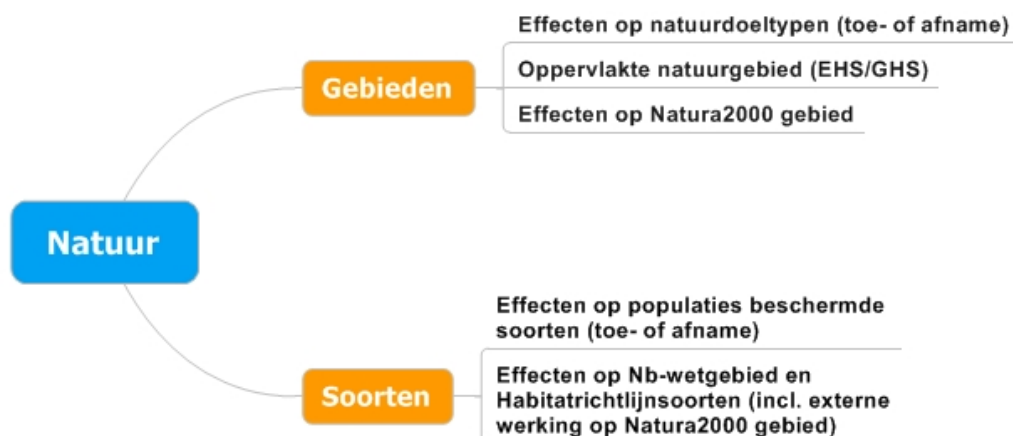 Natuur
Gebieden
Effecten op natuurdoeltypen (toe- of afname)
Oppervlakte natuurgebied (EHS/GHS)
Effecten op Natura2000 gebied
Soorten
Effecten op populaties beschermde
soorten (toe- of afname)
Effecten op Nb-wetgebied en
Habitatrichtlijnsoorten (incl. externe
werking op Natura2000 gebied)